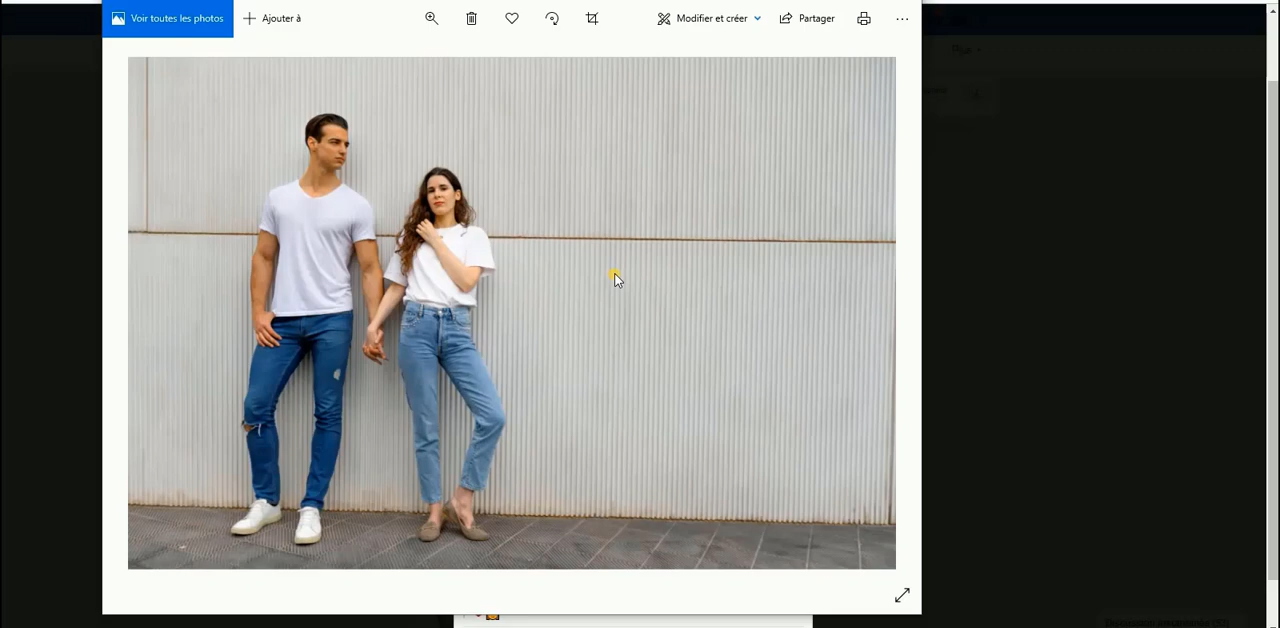 Voir toutes les photos
Ajouter à
Modifier et créer
Partager